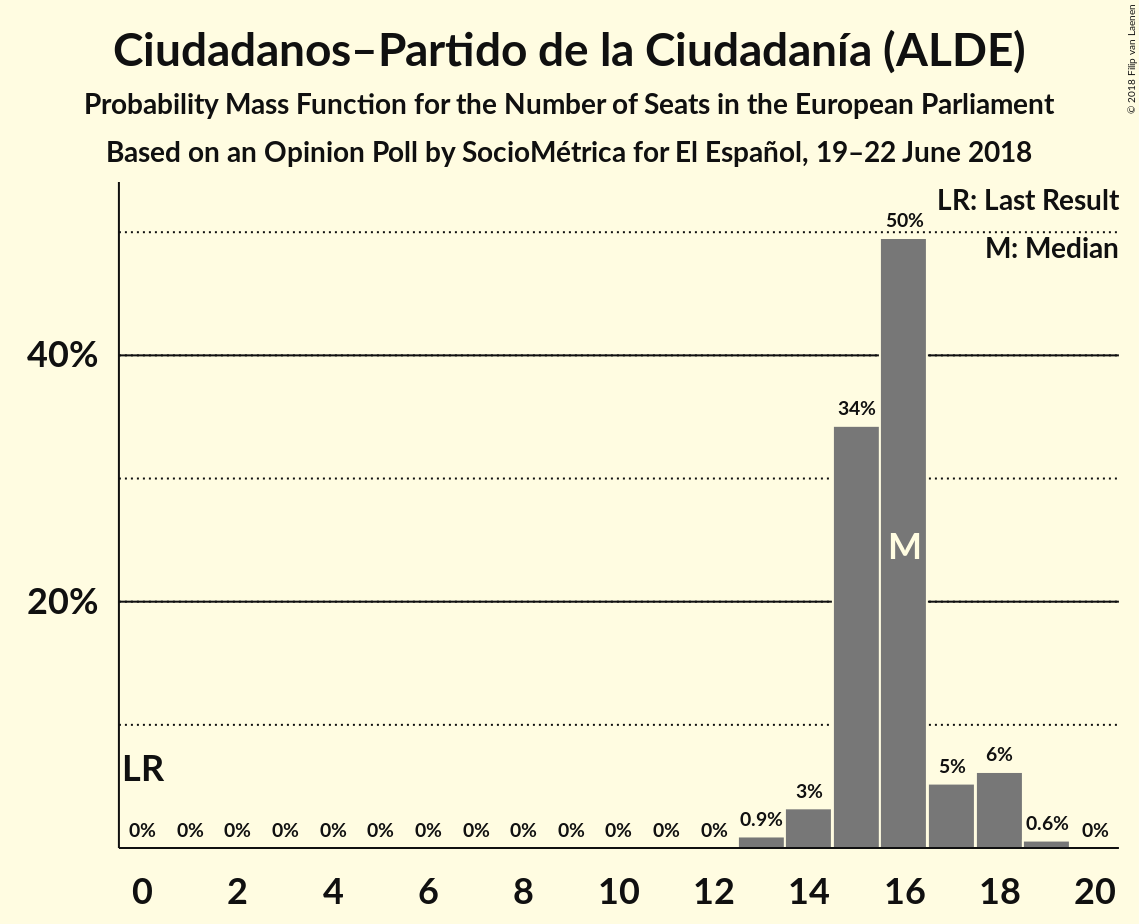 Ciudadanos–Partido de la Ciudadanía (ALDE)
Probability Mass Function for the Number of Seats in the European Parliament
Based on an Opinion Poll by SocioMétrica for El Español, 19–22 June 2018
© 2018 Filip van Laenen
LR: Last Result
M: Median
50%
40%
34%
M
20%
LR
0% 0% 0% 0% 0% 0% 0% 0% 0% 0% 0% 0% 0% 0.9% 3% 5% 6% 0.6% 0%
0 2 4 6 8 10 12 14 16 18 20